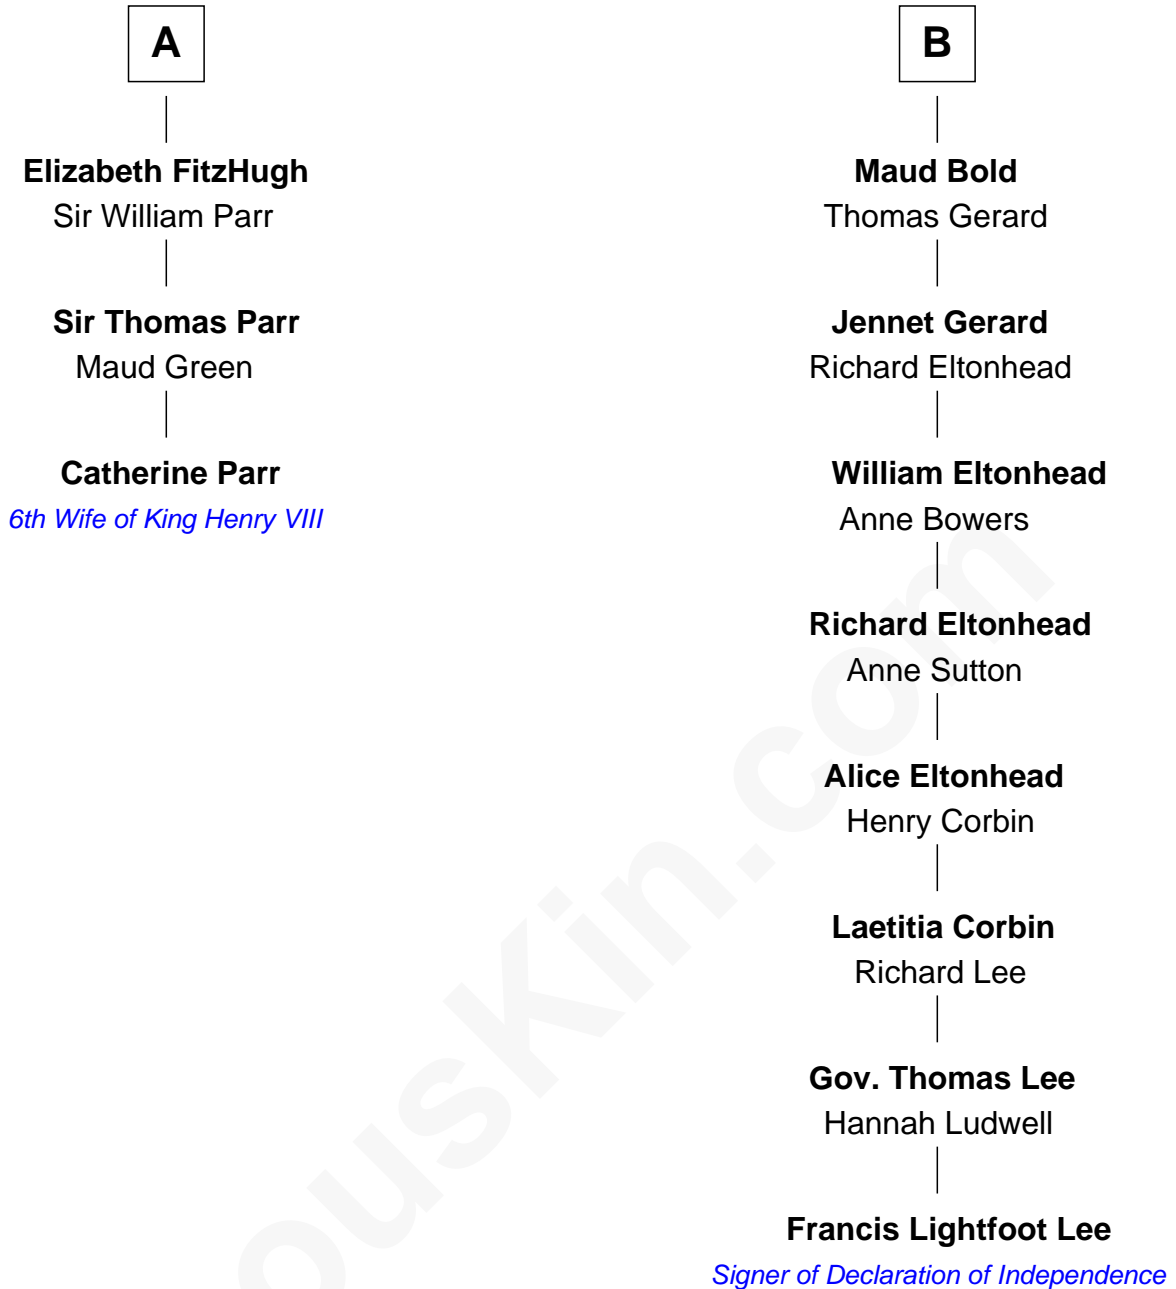 A
Elizabeth FitzHugh
Sir William Parr
Sir Thomas Parr
Maud Green
Catherine Parr
6th Wife of King Henry VIII
B
Maud Bold
Thomas Gerard
Jennet Gerard
Richard Eltonhead
William Eltonhead
Anne Bowers
Richard Eltonhead
Anne Sutton
Alice Eltonhead
Henry Corbin
Laetitia Corbin
Richard Lee
Gov. Thomas Lee
Hannah Ludwell
Francis Lightfoot Lee
Signer of Declaration of Independence
ousKin.com